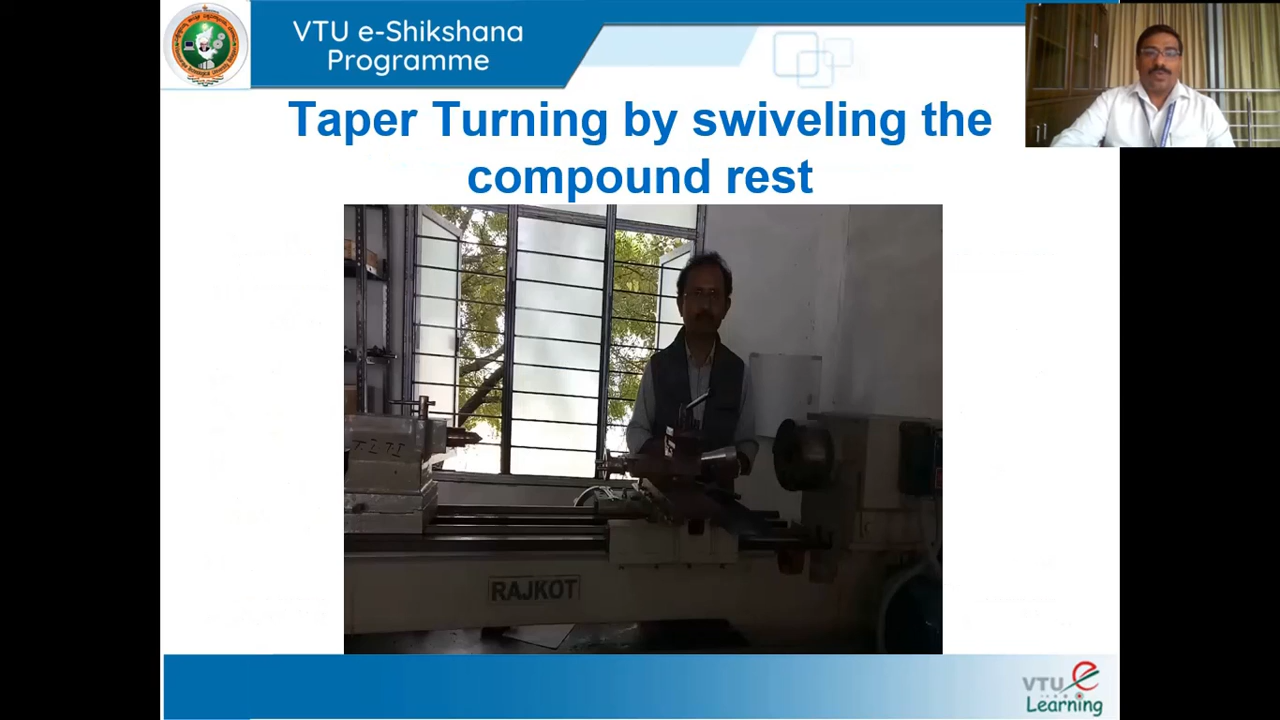 VTU e-Shikshana
Programme
Taper Turning by swiveling the
compound rest
RAJKOT
VTU e
Learning